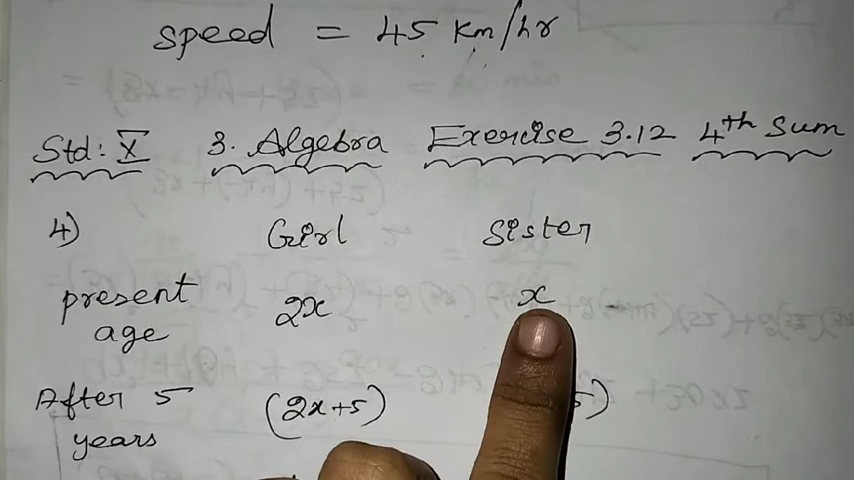 speed = 45 km/hr
Std: X 3. Algebra Exercise 3.12 4th Sum
4) Girl Sister
present age 2x x
After 5 years (2x+5) 5)